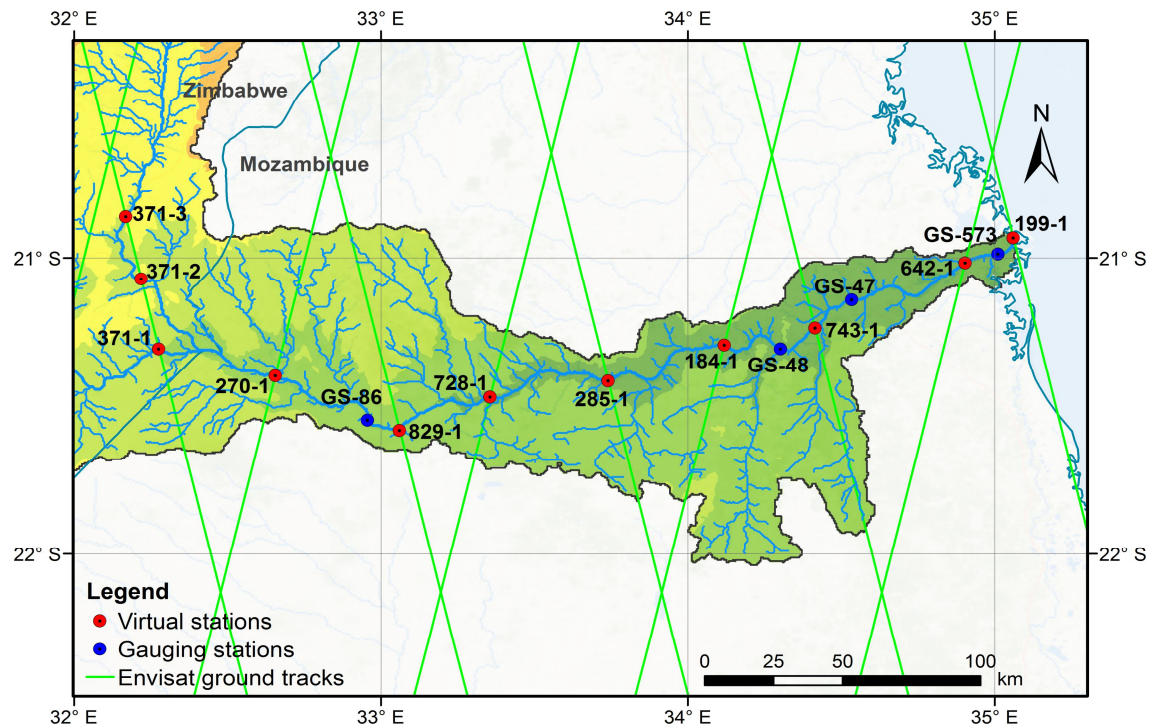 32° E 33° E 34° E 35° E
N
Zimbabwe
Mozambique
371-3
199-1
GS-573
21° S 21° S
642-1
371-2
GS-47
743-1
371-1
184-1
GS-48
270-1
728-1
285-1
GS-86
829-1
22° S 22° S
Legend
Virtual stations
Gauging stations
Envisat ground tracks
0 25 50 100
km
32° E 33° E 34° E 35° E